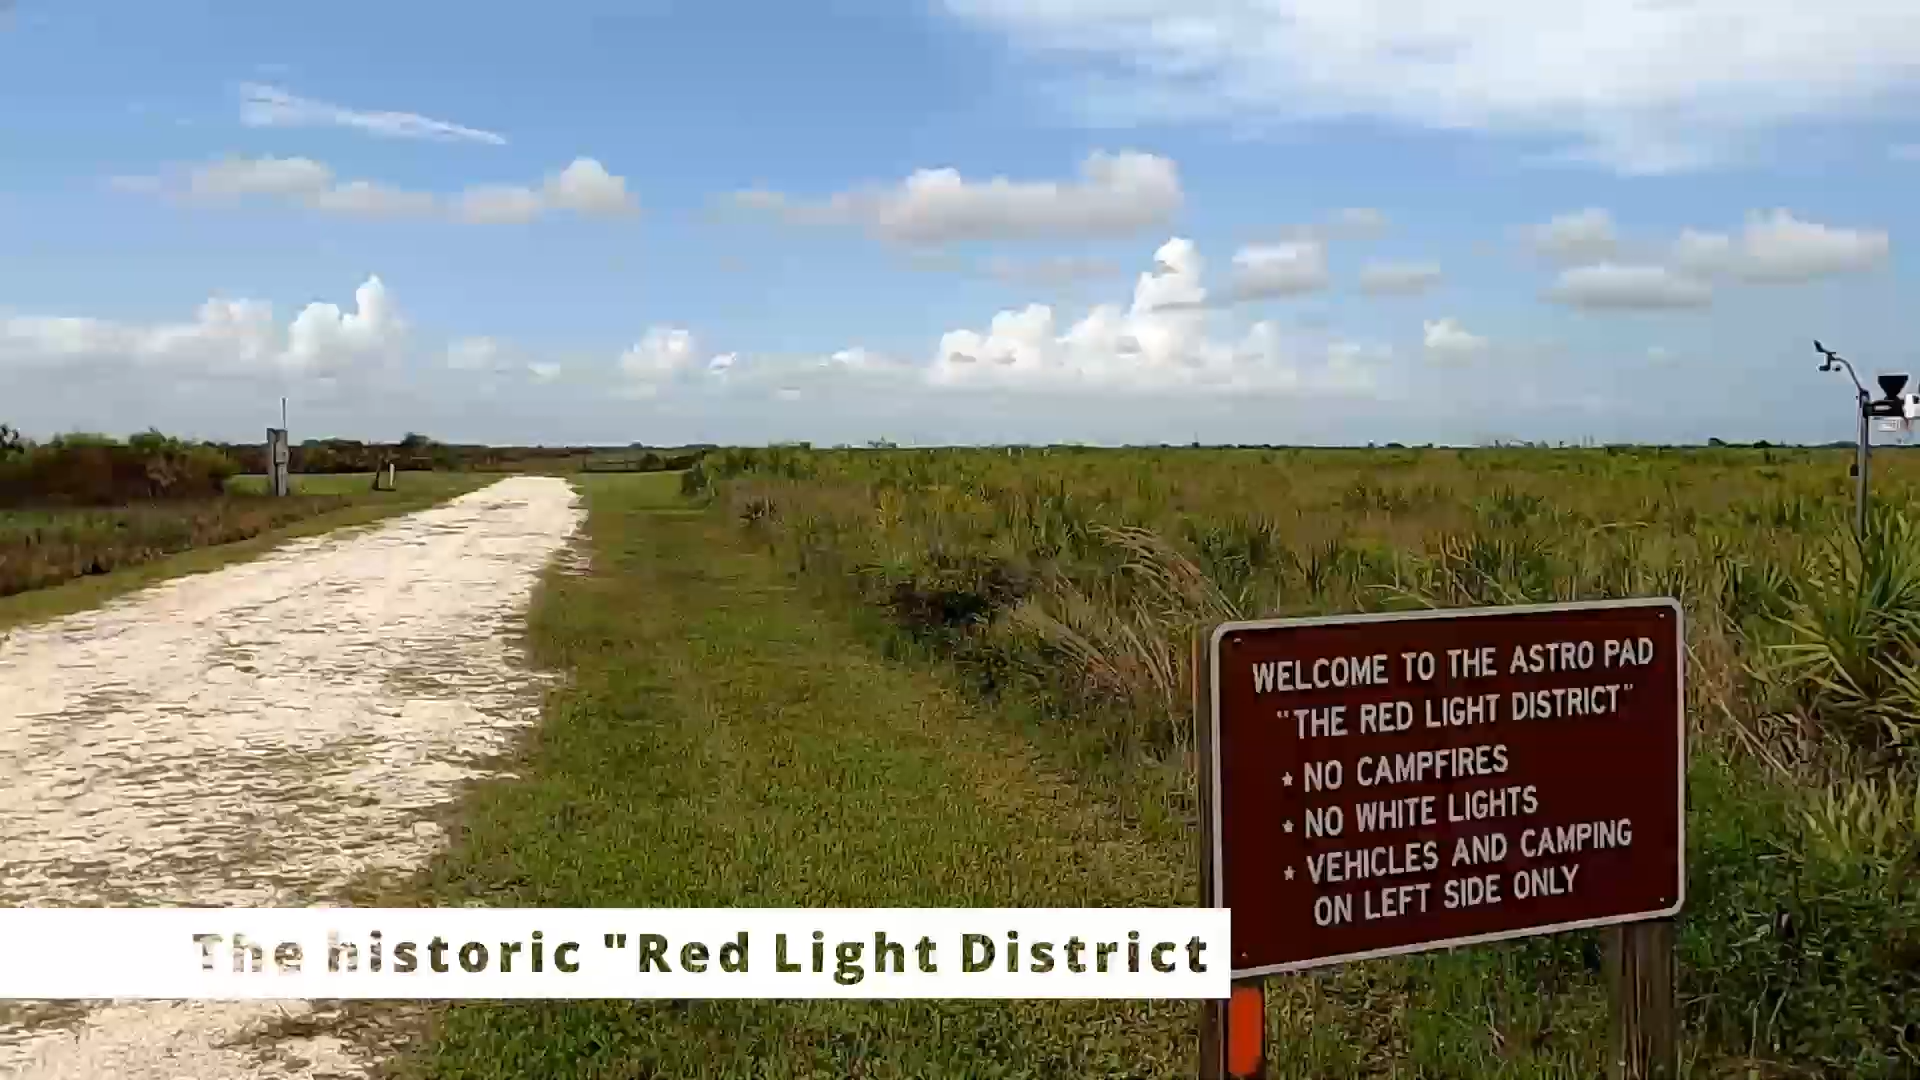 WELCOME TO THE ASTRO PAD
"THE RED LIGHT DISTRICT"
* NO CAMPFIRES
* NO WHITE LIGHTS
* VEHICLES AND CAMPING
ON LEFT SIDE ONLY
The historic "Red Light District